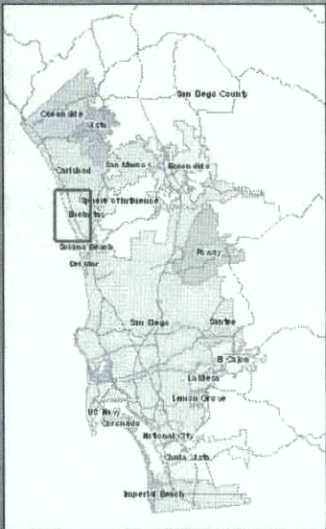 San Diego County
Oceanside
Vista
San Marcos
Escondido
Carlsbad
Sphere of Influence
Encinitas
Solana Beach
Del Mar
Poway
San Diego
Santee
El Cajon
La Mesa
Lemon Grove
US Navy
Coronado
National City
Chula Vista
Imperial Beach